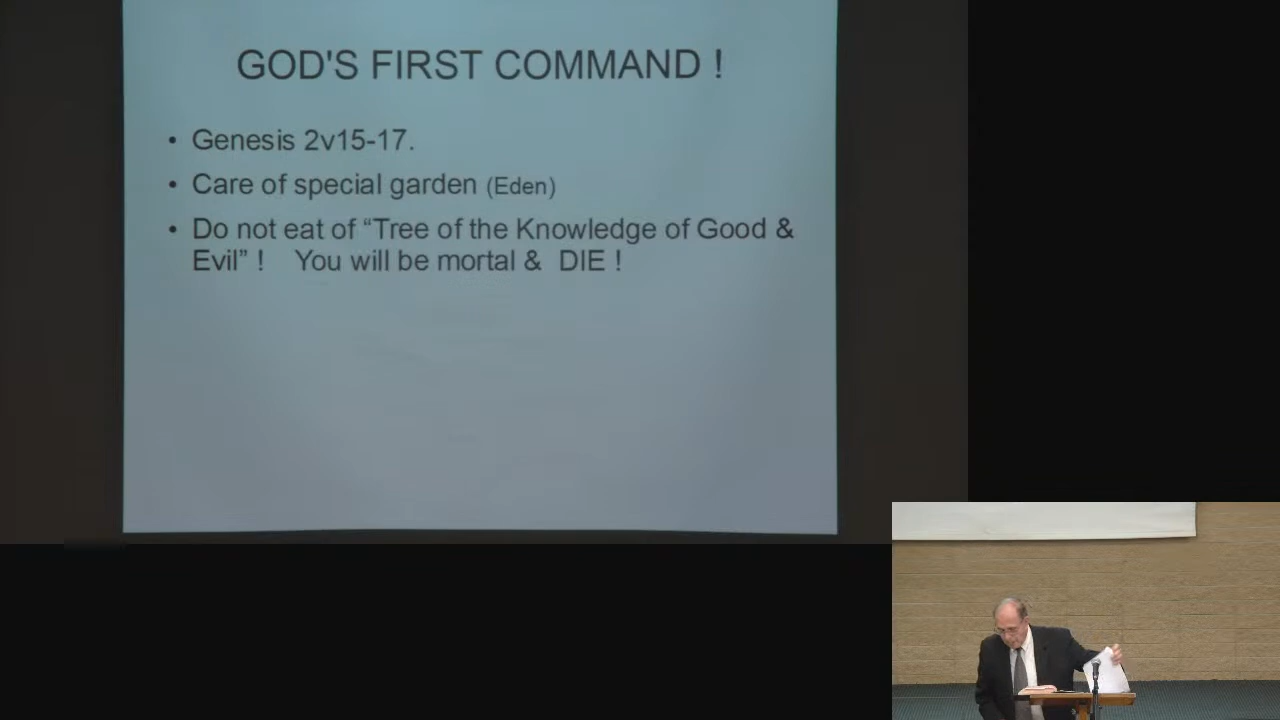 GOD'S FIRST COMMAND !
• Genesis 2v15-17.
• Care of special garden (Eden)
• Do not eat of “Tree of the Knowledge of Good &
Evil” ! You will be mortal & DIE !